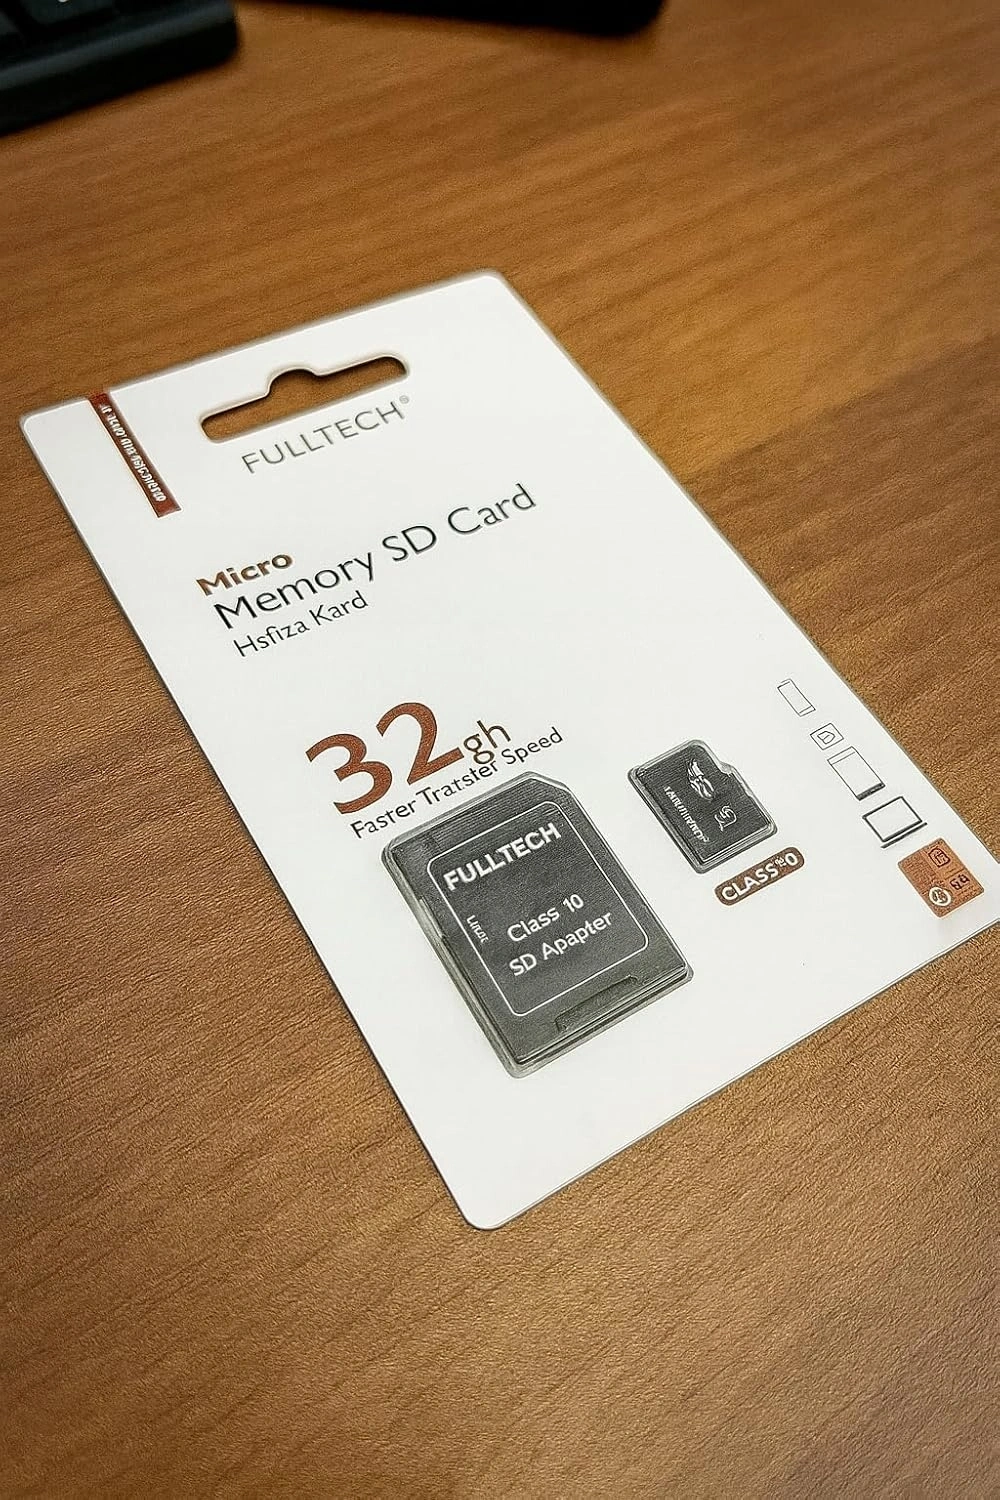 FULLTECH®
Micro
Memory SD Card
Hsfiza Kard
32gh
Faster Tratster Speed
FULLTECH
Class 10
SD Apapter
CLASS